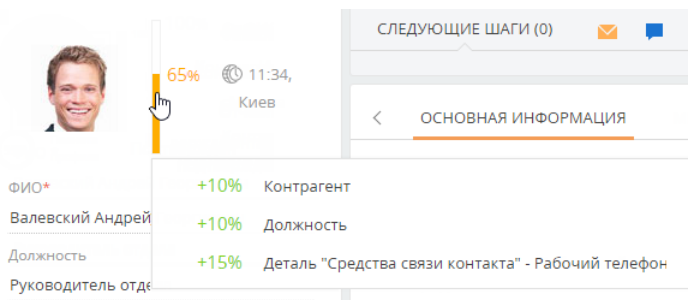 СЛЕДУЮЩИЕ ШАГИ (0)
65% 11:34,
Киев
ОСНОВНАЯ ИНФОРМАЦИЯ
ФИО*
Валевский Андрей
Должность
Руководитель отде
+10% Контрагент
+10% Должность
+15% Деталь "Средства связи контакта" - Рабочий телефон